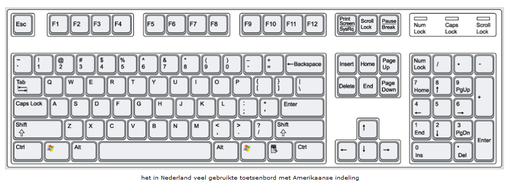 Esc F1 F2 F3 F4 F5 F6 F7 F8 F9 F10 F11 F12 Print Screen SysRq Scroll Lock Pause Break Num Lock Caps Lock Scroll Lock
~ ` ! 1 @ 2 # 3 $ 4 % 5 ^ 6 & 7 * 8 ( 9 ) 0 _ - + = ←Backspace Insert Home Page Up Num Lock / * -
Tab Q W E R T Y U I O P { [ } ] | \ Delete End Page Down 7 Home 8 ↑ 9 PgUp +
Caps Lock A S D F G H J K L : ; " ' Enter 4 ← 5 6 →
Shift Z X C V B N M < , > . ? / Shift ↑ 1 End 2 ↓ 3 PgDn Enter
Ctrl Alt Alt Ctrl ← ↓ → 0 Ins • Del
het in Nederland veel gebruikte toetsenbord met Amerikaanse indeling